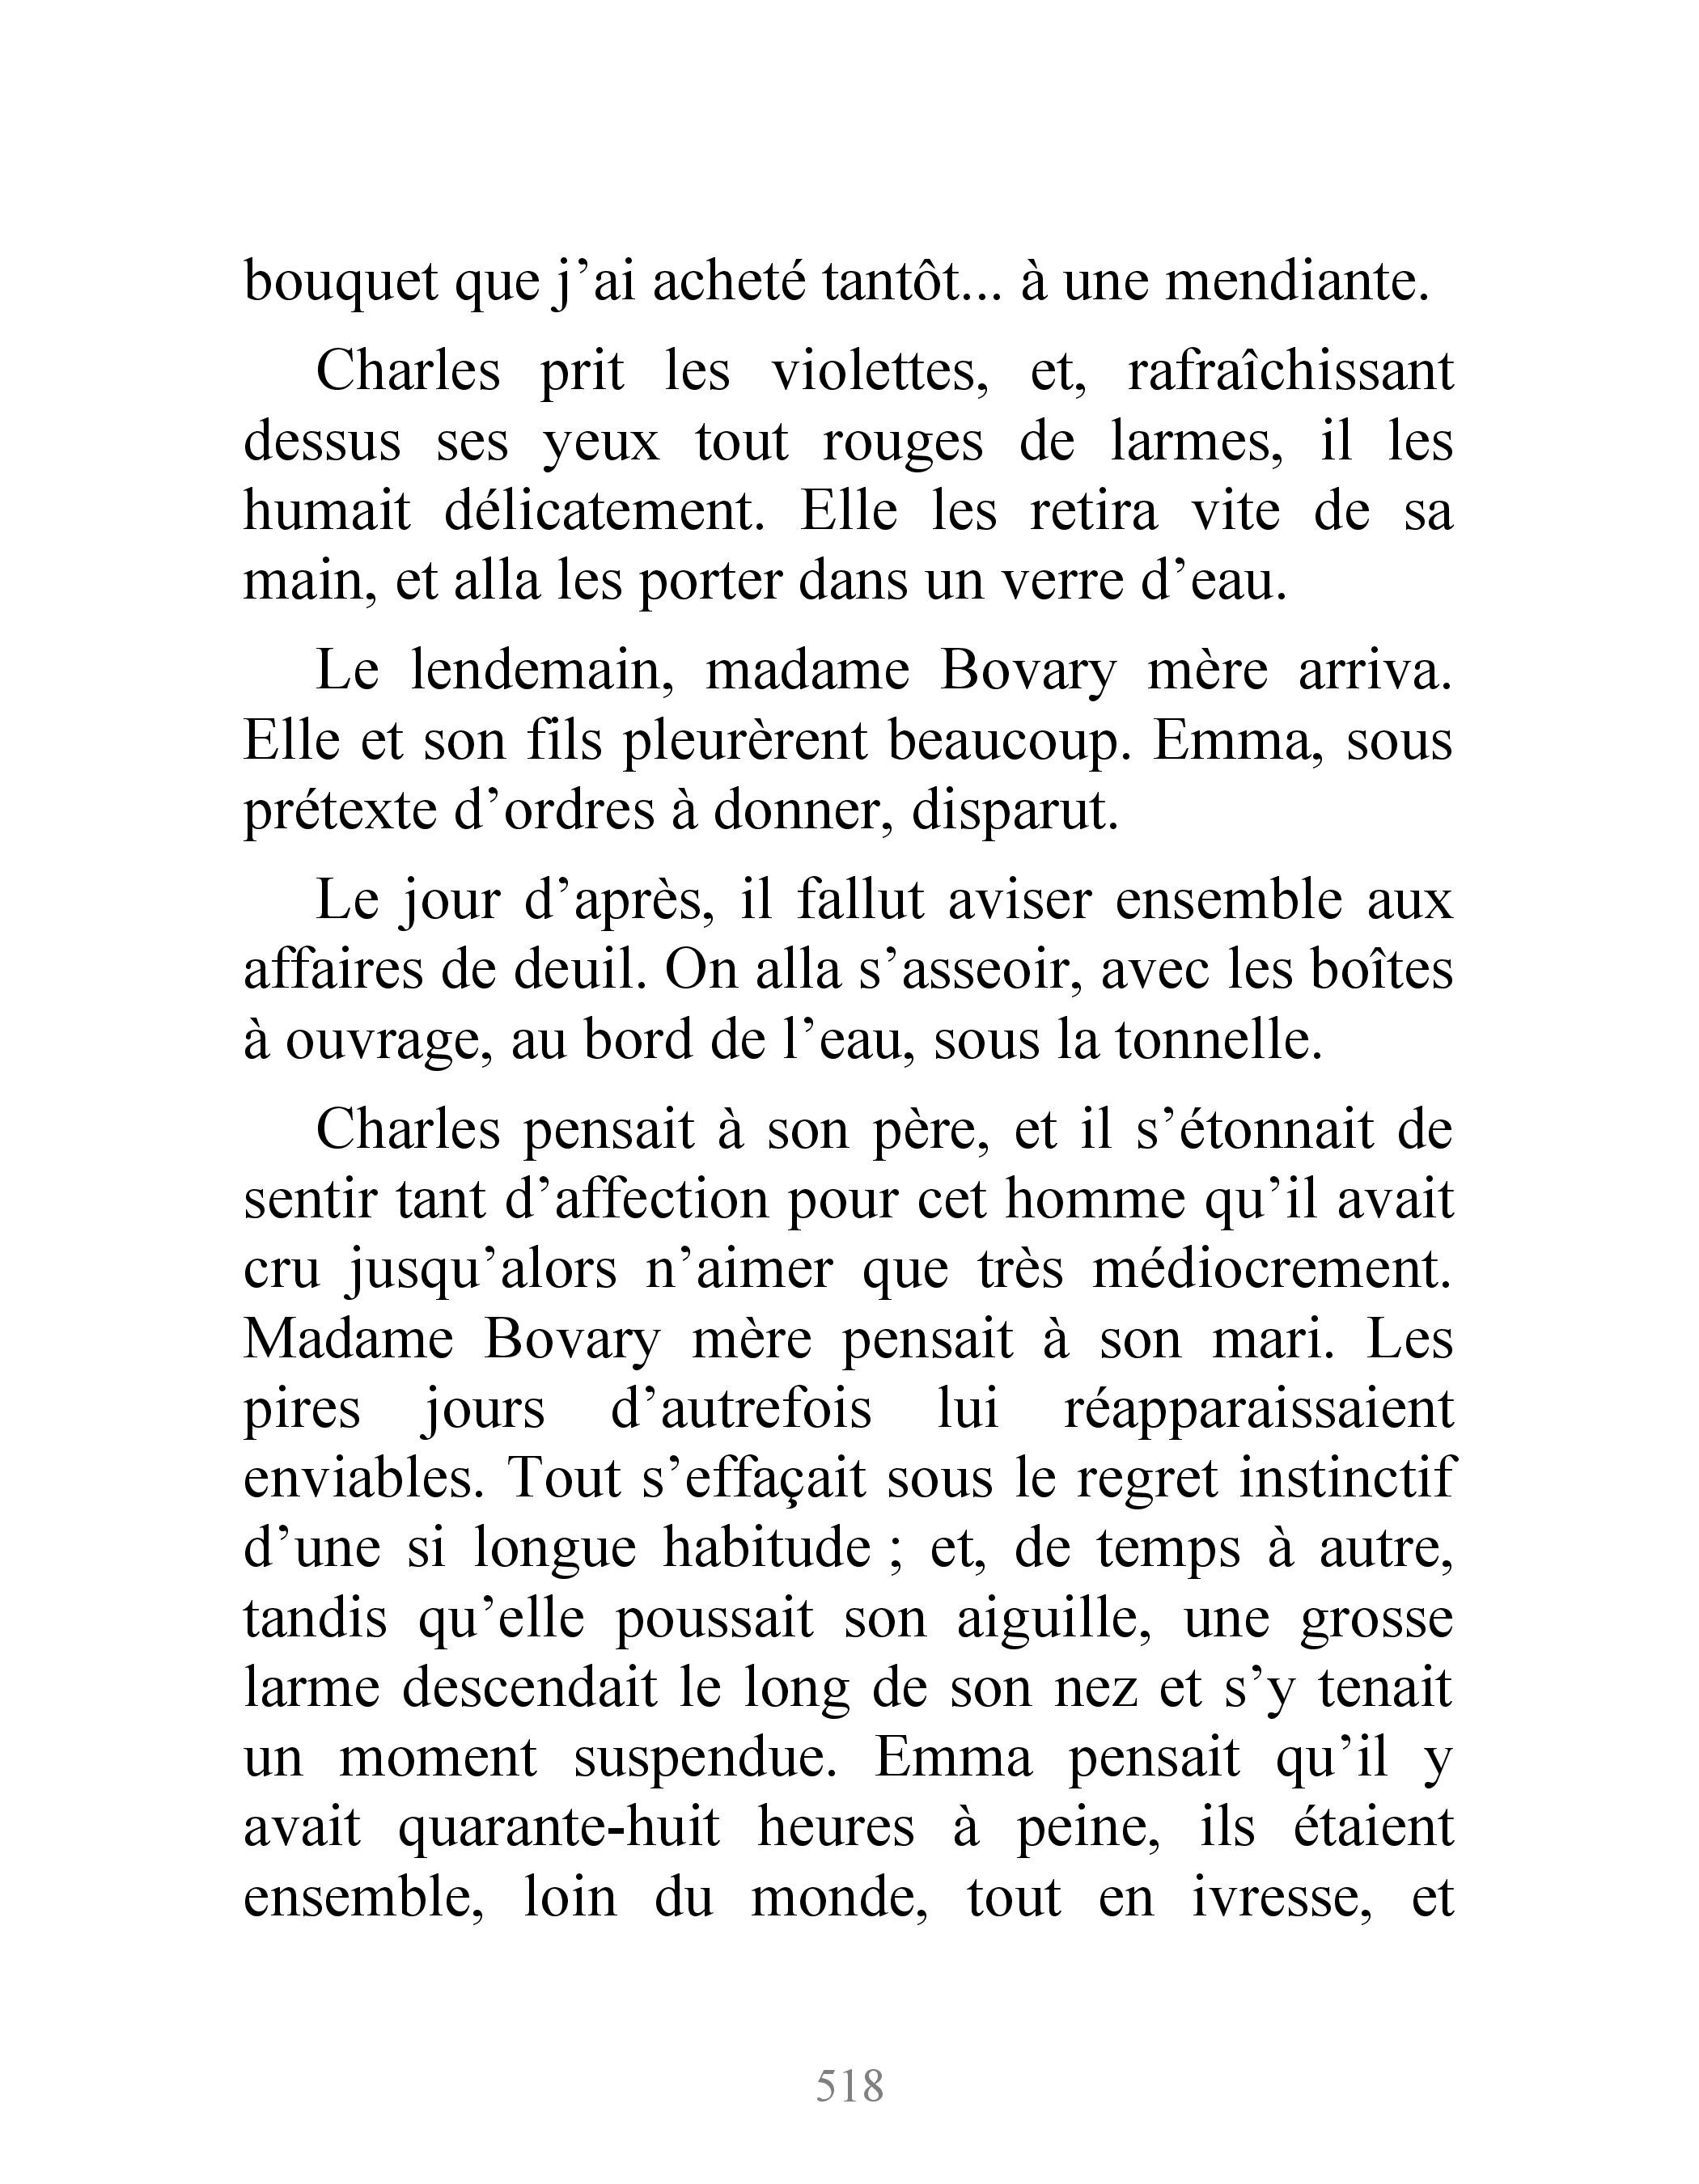 bouquet que j’ai acheté tantôt... à une mendiante.
Charles prit les violettes, et, rafraîchissant
dessus ses yeux tout rouges de larmes, il les
humait délicatement. Elle les retira vite de sa
main, et alla les porter dans un verre d’eau.
Le lendemain, madame Bovary mère arriva.
Elle et son fils pleurèrent beaucoup. Emma, sous
prétexte d’ordres à donner, disparut.
Le jour d’après, il fallut aviser ensemble aux
affaires de deuil. On alla s’asseoir, avec les boîtes
à ouvrage, au bord de l’eau, sous la tonnelle.
Charles pensait à son père, et il s’étonnait de
sentir tant d’affection pour cet homme qu’il avait
cru jusqu’alors n’aimer que très médiocrement.
Madame Bovary mère pensait à son mari. Les
pires jours d’autrefois lui réapparaissaient
enviables. Tout s’effaçait sous le regret instinctif
d’une si longue habitude ; et, de temps à autre,
tandis qu’elle poussait son aiguille, une grosse
larme descendait le long de son nez et s’y tenait
un moment suspendue. Emma pensait qu’il y
avait quarante-huit heures à peine, ils étaient
ensemble, loin du monde, tout en ivresse, et
518